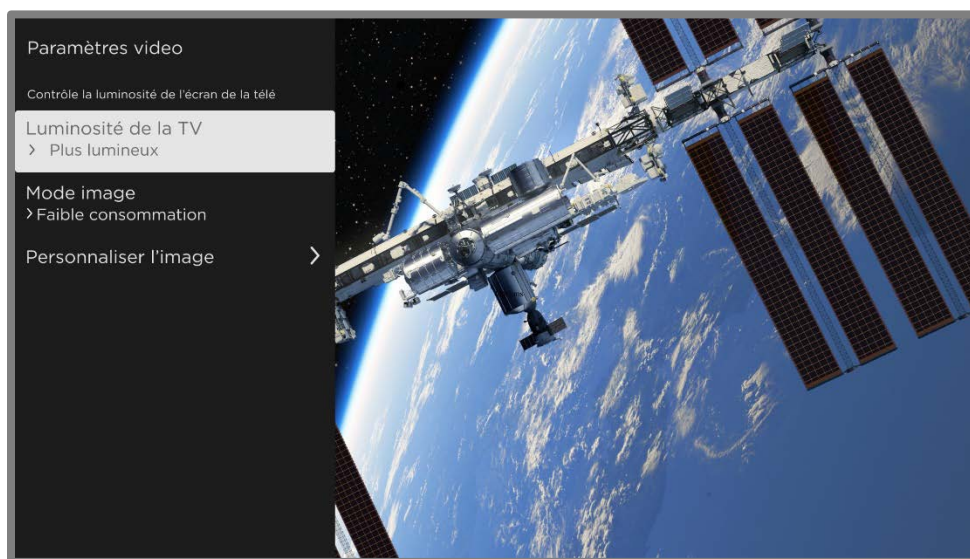 Paramètres video
Contrôle la luminosité de l'écran de la télé
Luminosité de la TV
> Plus lumineux
Mode image
>Faible consommation
Personnaliser l'image >